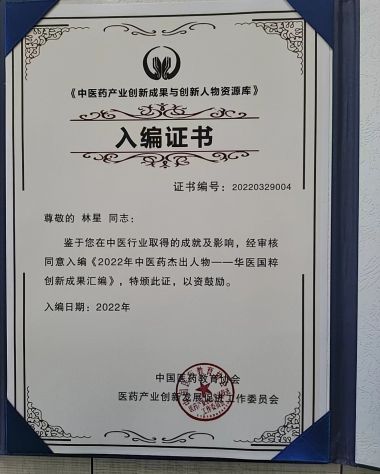 《中医药产业创新成果与创新人物资源库》
入编证书
证书编号：20220329004
尊敬的 林星 同志：
鉴于您在中医行业取得的成就及影响，经审核
同意入编《2022年中医药杰出人物——华医国粹
创新成果汇编》，特颁此证，以资鼓励。
入编日期：2022年
中国医药教育协会
医药产业创新发展促进工作委员会